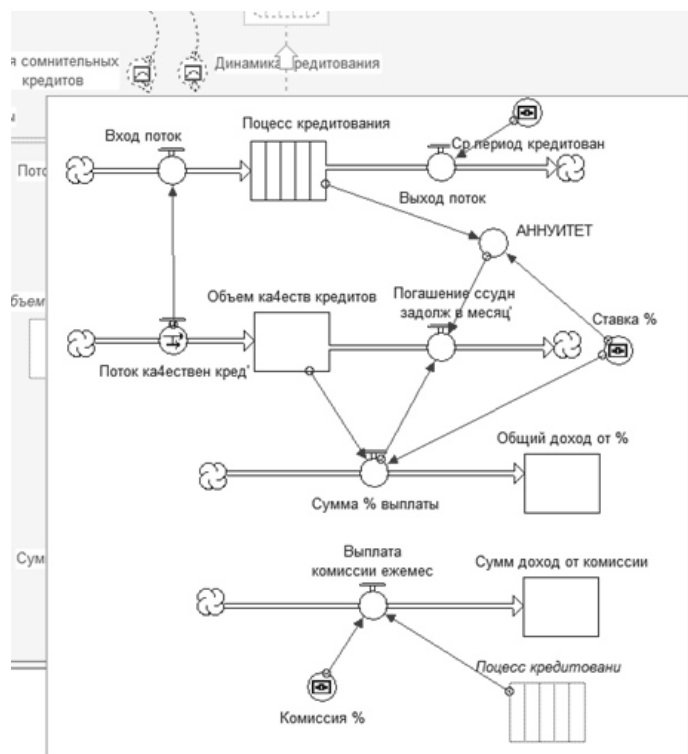 я сомнительных
кредитов
Динамика кредитования
ы
Вход поток
Поцесс кредитования
Ср период кредитован
Пото
Выход поток
АННУИТЕТ
бъем
Объем ка4еств кредитов
Погашение ссудн
задолж в месяц'
Ставка %
Поток ка4ествен кред'
Общий доход от %
Сумма % выплаты
Сум
Выплата
комиссии ежемес
Сумм доход от комиссии
Поцесс кредитовани
Комиссия %